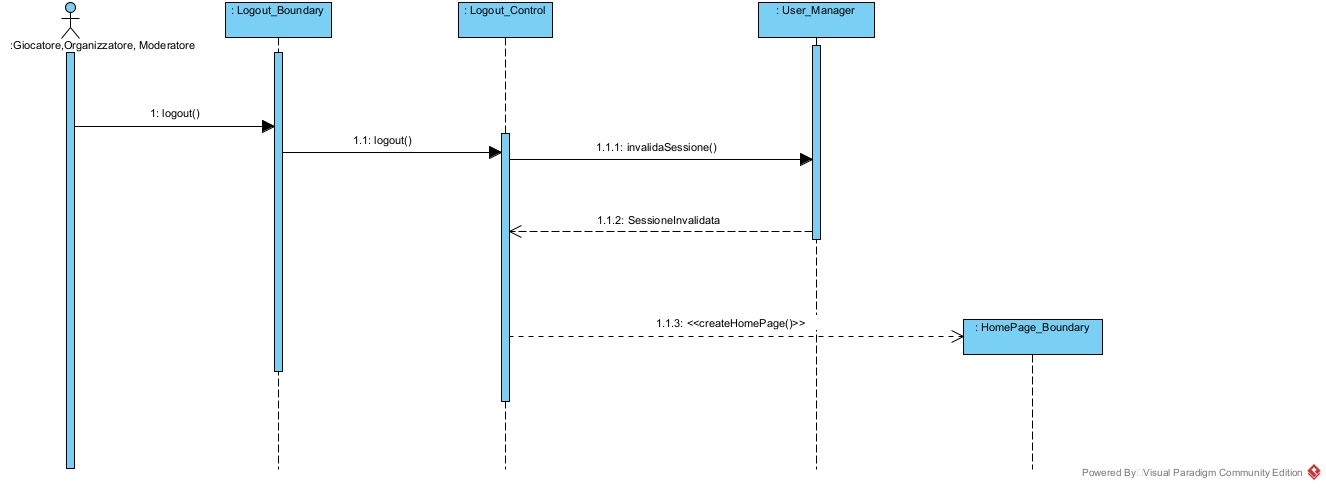 : Logout_Boundary
: Logout_Control
: User_Manager
:Giocatore,Organizzatore, Moderatore
1: logout()
1.1: logout()
1.1.1: invalidaSessione()
1.1.2: SessioneInvalidata
1.1.3: <<createHomePage()>>
: HomePage_Boundary
Powered By Visual Paradigm Community Edition